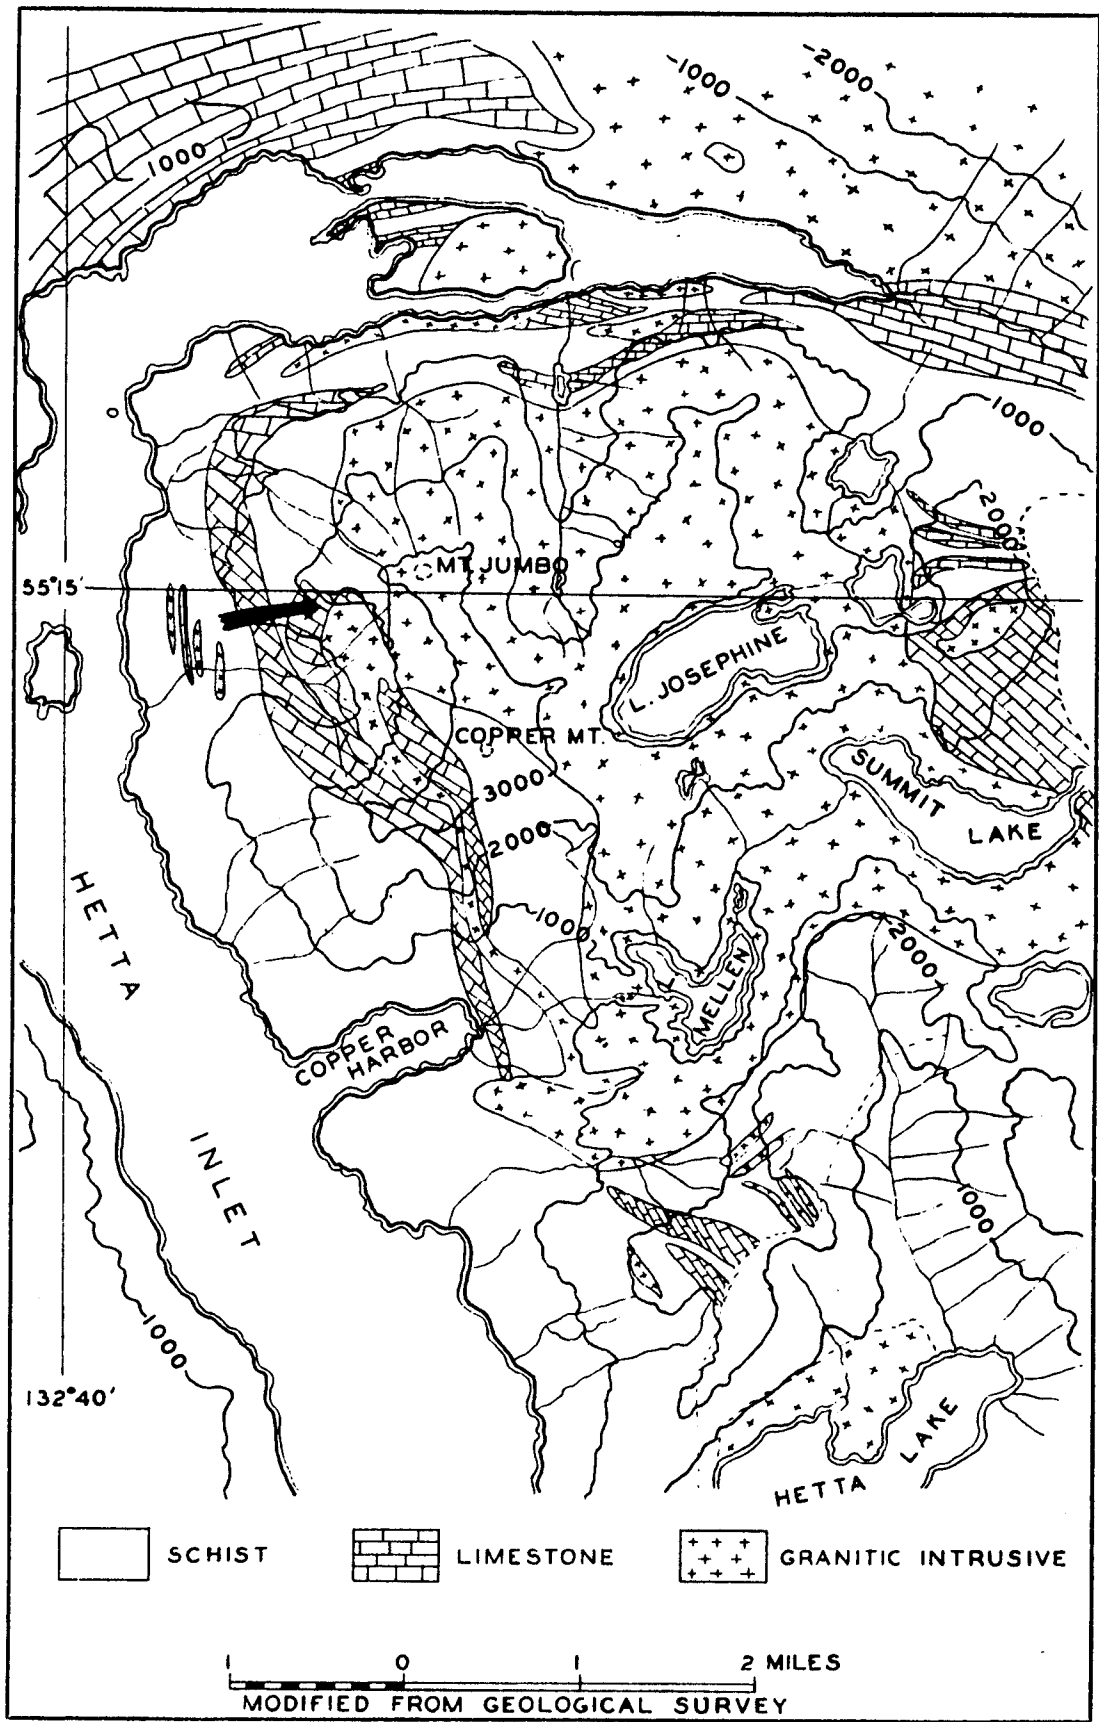 -1000
-2000
1000
1000
2000
MT. JUMBO
55°15'
L. JOSEPHINE
COPPER MT.
3000
SUMMIT
LAKE
2000
HETTA
1000
2000
L.
MELLEN
COPPER
HARBOR
INLET
1000
1000
132°40'
HETTA
LAKE
SCHIST
LIMESTONE
GRANITIC INTRUSIVE
1 0 1 2 MILES
MODIFIED FROM GEOLOGICAL SURVEY